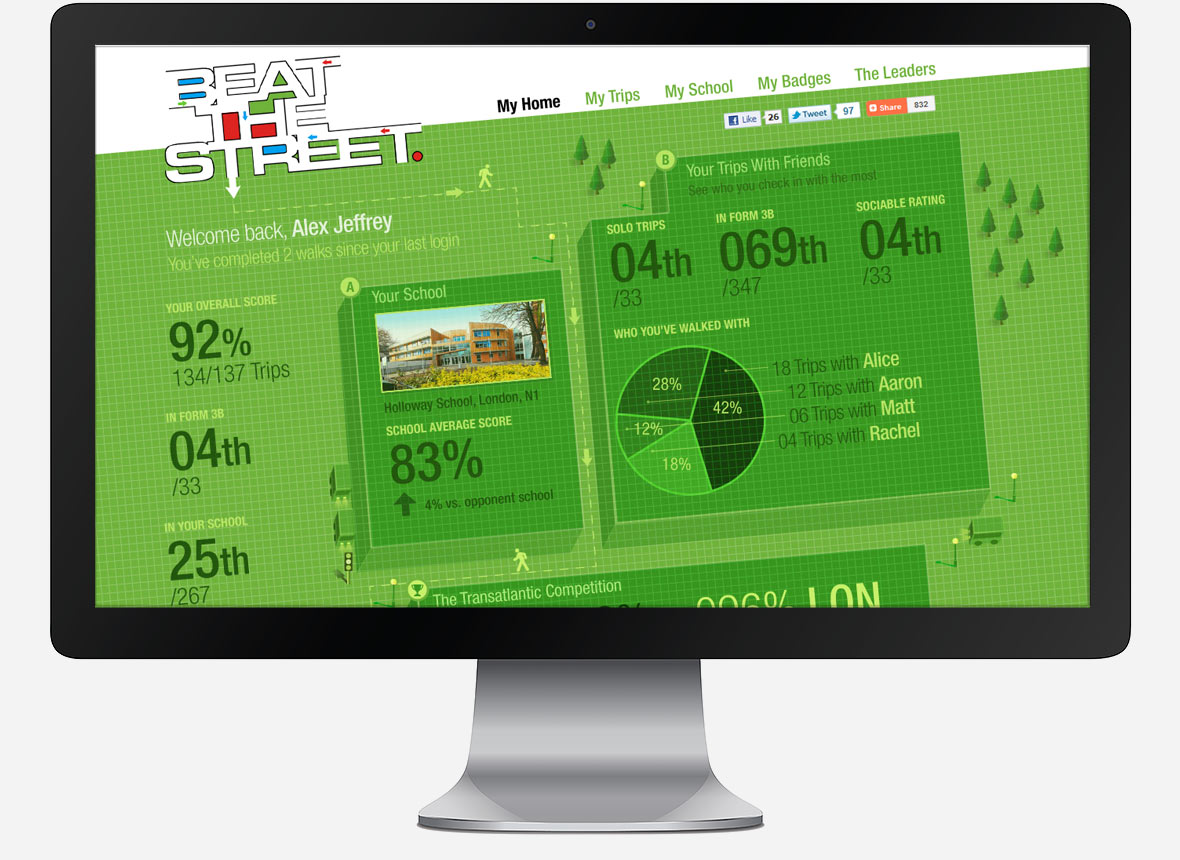 BEAT
THE
STREET.
My Home
My Trips
My School
My Badges
The Leaders
Like
26
Tweet
97
Share
832
Welcome back, Alex Jeffrey
You've completed 2 walks since your last login
YOUR OVERALL SCORE
92%
134/137 Trips
IN FORM 3B
04th
/33
IN YOUR SCHOOL
25th
/267
A
Your School
Holloway School, London, N1
SCHOOL AVERAGE SCORE
83%
4% vs. opponent school
B
Your Trips With Friends
See who you check in with the most
SOLO TRIPS
04th
/33
IN FORM 3B
069th
/347
SOCIABLE RATING
04th
/33
WHO YOU'VE WALKED WITH
28%
42%
12%
18%
18 Trips with Alice
12 Trips with Aaron
06 Trips with Matt
04 Trips with Rachel
The Transatlantic Competition
LON